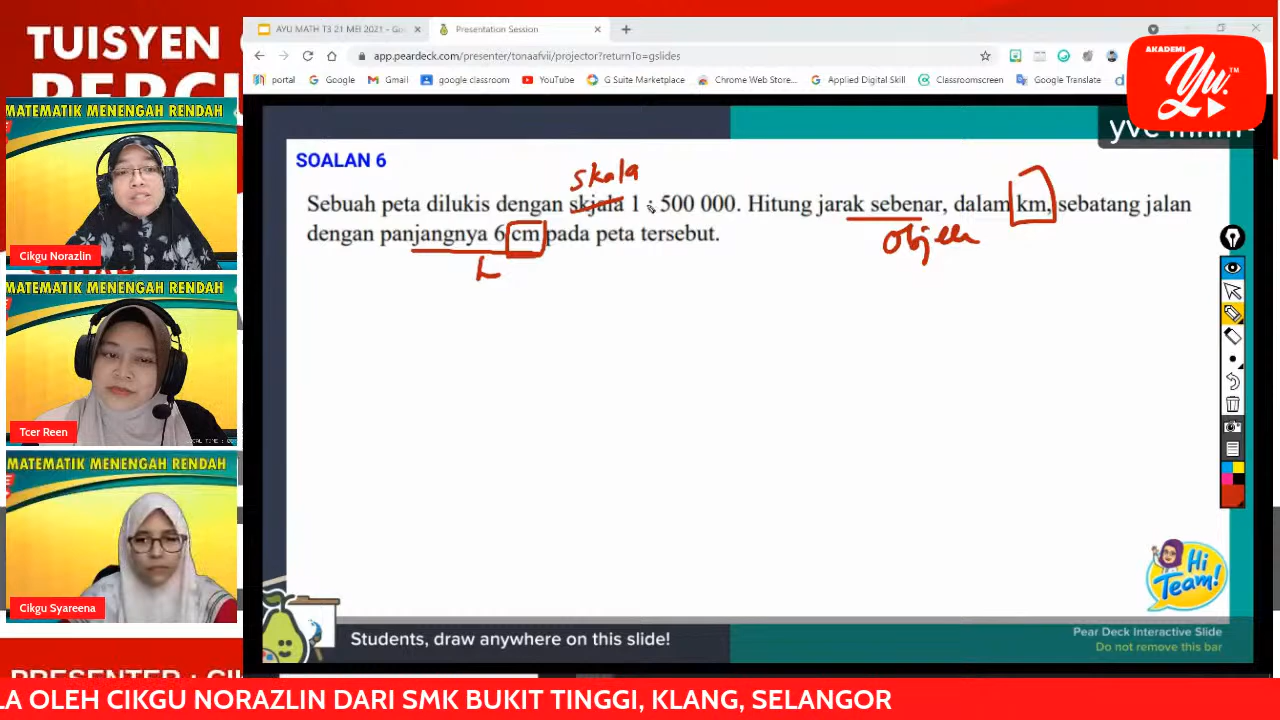 TUISYEN
AYU MATH T3 21 MEI 2021 - Go
Presentation Session
app.peardeck.com/presenter/tonaafvii/projector?returnTo=gslides
portal
Google
Gmail
google classroom
YouTube
G Suite Marketplace
Chrome Web Store...
Applied Digital Skill
Classroomscreen
Google Translate
AKADEMI
Yu.
TM
MATEMATIK MENENGAH RENDAH
Cikgu Norazlin
Tcer Reen
MATEMATIK MENENGAH RENDAH
Cikgu Syareena
SOALAN 6
skala
Sebuah peta dilukis dengan skjala 1 : 500 000. Hitung jarak sebenar, dalam km, sebatang jalan
dengan panjangnya 6 cm pada peta tersebut.
Objek
Hi
Team!
Students, draw anywhere on this slide!
Pear Deck Interactive Slide
Do not remove this bar
LA OLEH CIKGU NORAZLIN DARI SMK BUKIT TINGGI, KLANG, SELANGOR